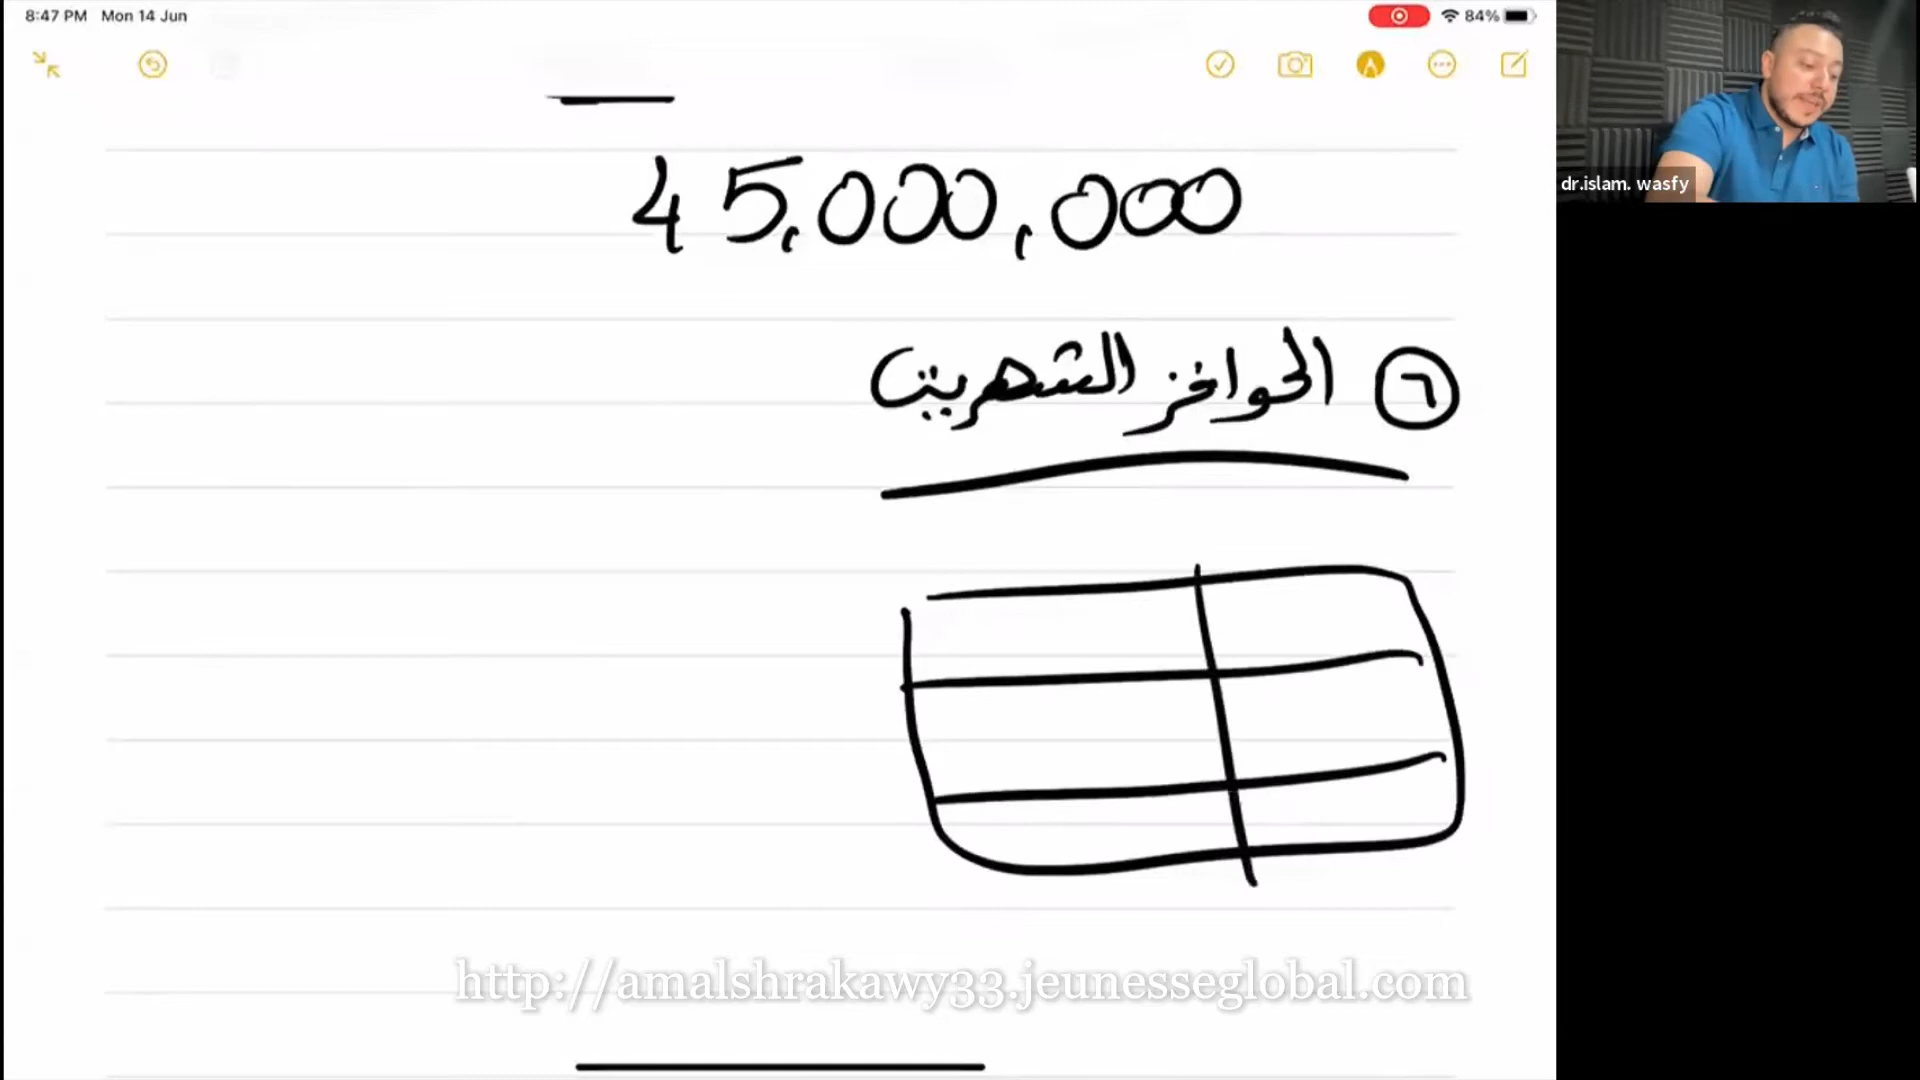 8:47 PM Mon 14 Jun
84%
dr.islam. wasfy
45,000,000
٦ الحوافز الشهرية
http://amalshrakawy33.jeunesseglobal.com